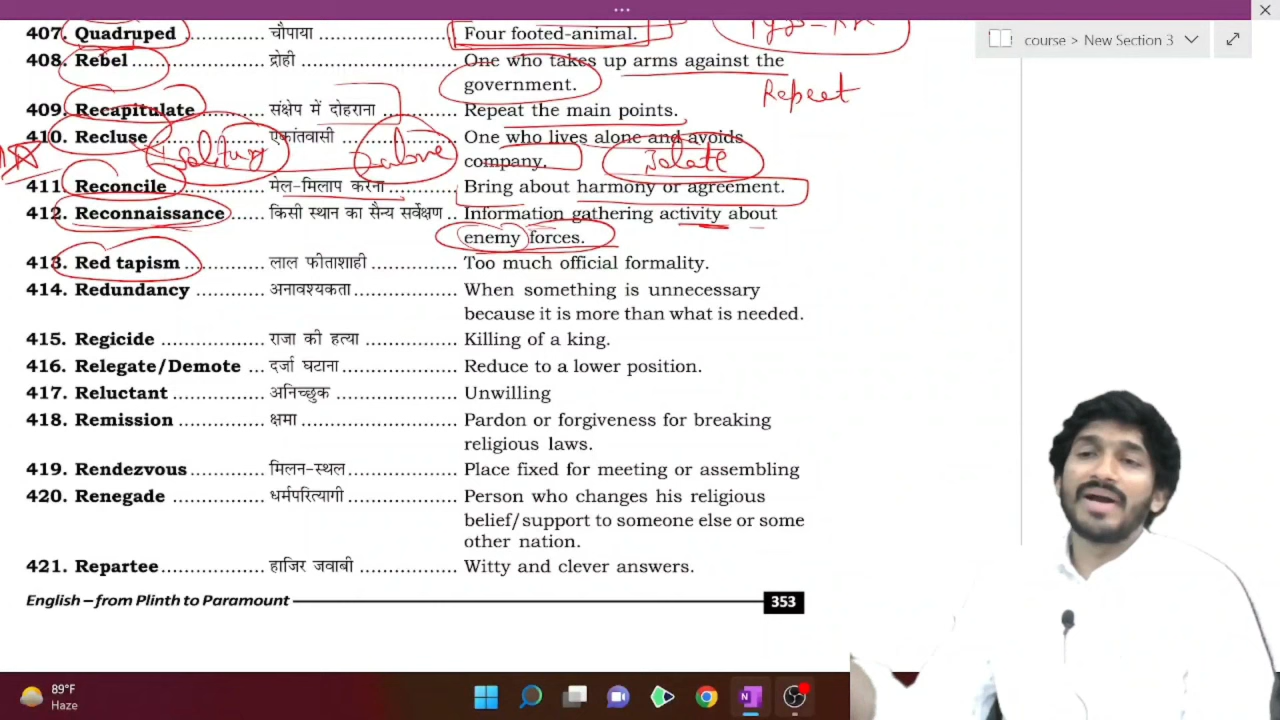 course > New Section 3
407. Quadruped ............... चौपाया ..................... Four footed-animal.
408. Rebel ...................... द्रोही ........................ One who takes up arms against the
government.
Repeat
409. Recapitulate ............ संक्षेप में दोहराना ............ Repeat the main points.
410. Recluse ................... एकांतवासी ................... One who lives alone and avoids
company.
Solitary
alone
411. Reconcile ................ मेल-मिलाप करना ............ Bring about harmony or agreement.
412. Reconnaissance ...... किसी स्थान का सैन्य सर्वेक्षण .. Information gathering activity about
enemy forces.
413. Red tapism ............. लाल फीताशाही ................ Too much official formality.
414. Redundancy ............ अनावश्यकता .................. When something is unnecessary
because it is more than what is needed.
415. Regicide .................. राजा की हत्या ................ Killing of a king.
416. Relegate/Demote ... दर्जा घटाना .................... Reduce to a lower position.
417. Reluctant ................ अनिच्छुक ..................... Unwilling
418. Remission ............... क्षमा ............................ Pardon or forgiveness for breaking
religious laws.
419. Rendezvous ............. मिलन-स्थल ................... Place fixed for meeting or assembling
420. Renegade ................ धर्मपरित्यागी .................. Person who changes his religious
belief/support to someone else or some
other nation.
421. Repartee .................. हाजिर जवाबी .................. Witty and clever answers.
English – from Plinth to Paramount 353
89°F
Haze